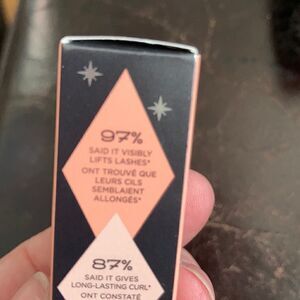 97%
SAID IT VISIBLY
LIFTS LASHES*
ONT TROUVÉ QUE
LEURS CILS
SEMBLAIENT
ALLONGÉS*
87%
SAID IT GIVES
LONG-LASTING CURL*
ONT CONSTATÉ